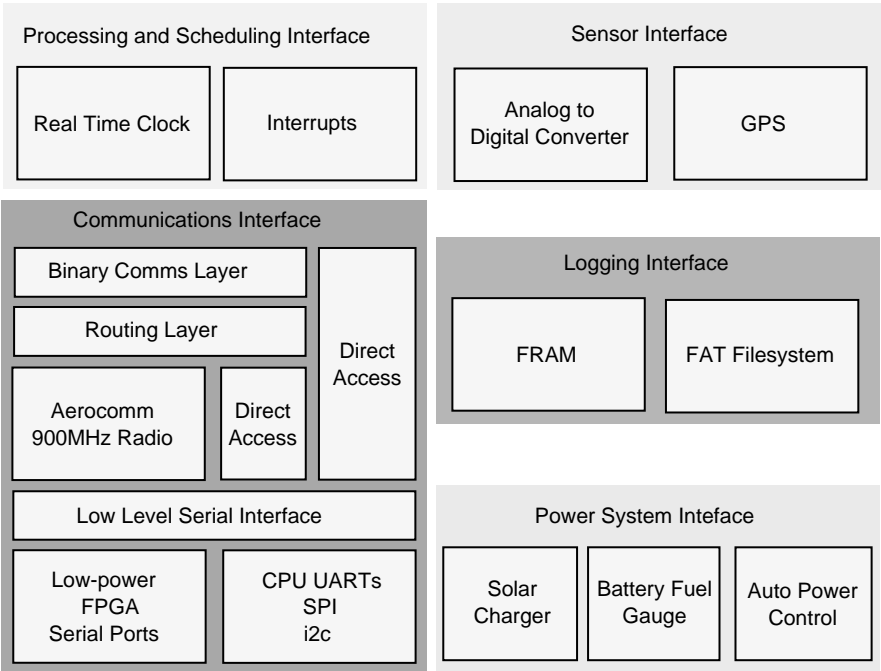 Processing and Scheduling Interface
Real Time Clock
Interrupts
Sensor Interface
Analog to
Digital Converter
GPS
Communications Interface
Binary Comms Layer
Routing Layer
Direct
Access
Aerocomm
900MHz Radio
Direct
Access
Low Level Serial Interface
Low-power
FPGA
Serial Ports
CPU UARTs
SPI
i2c
Logging Interface
FRAM
FAT Filesystem
Power System Inteface
Solar
Charger
Battery Fuel
Gauge
Auto Power
Control